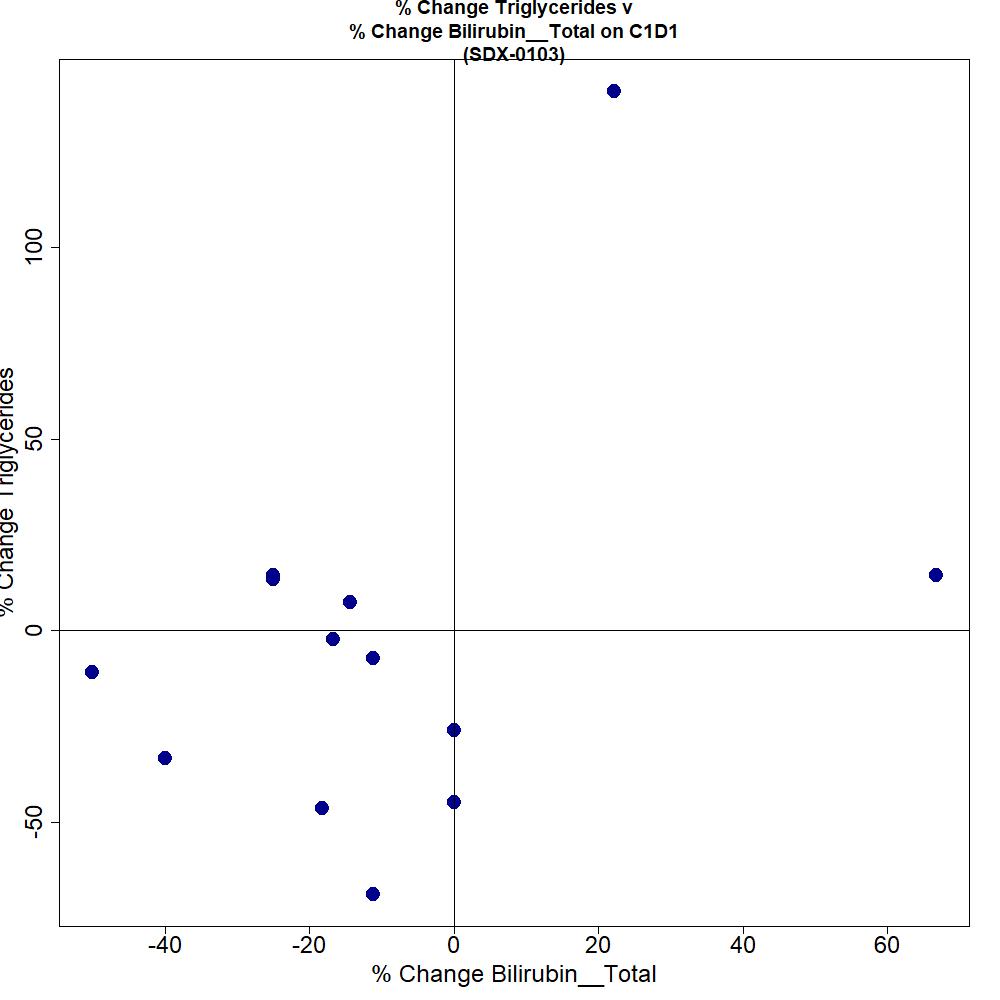 % Change Triglycerides v
% Change Bilirubin__Total on C1D1
(SDX-0103)
% Change Triglycerides
100
50
0
-50
-40
-20
0
20
40
60
% Change Bilirubin__Total